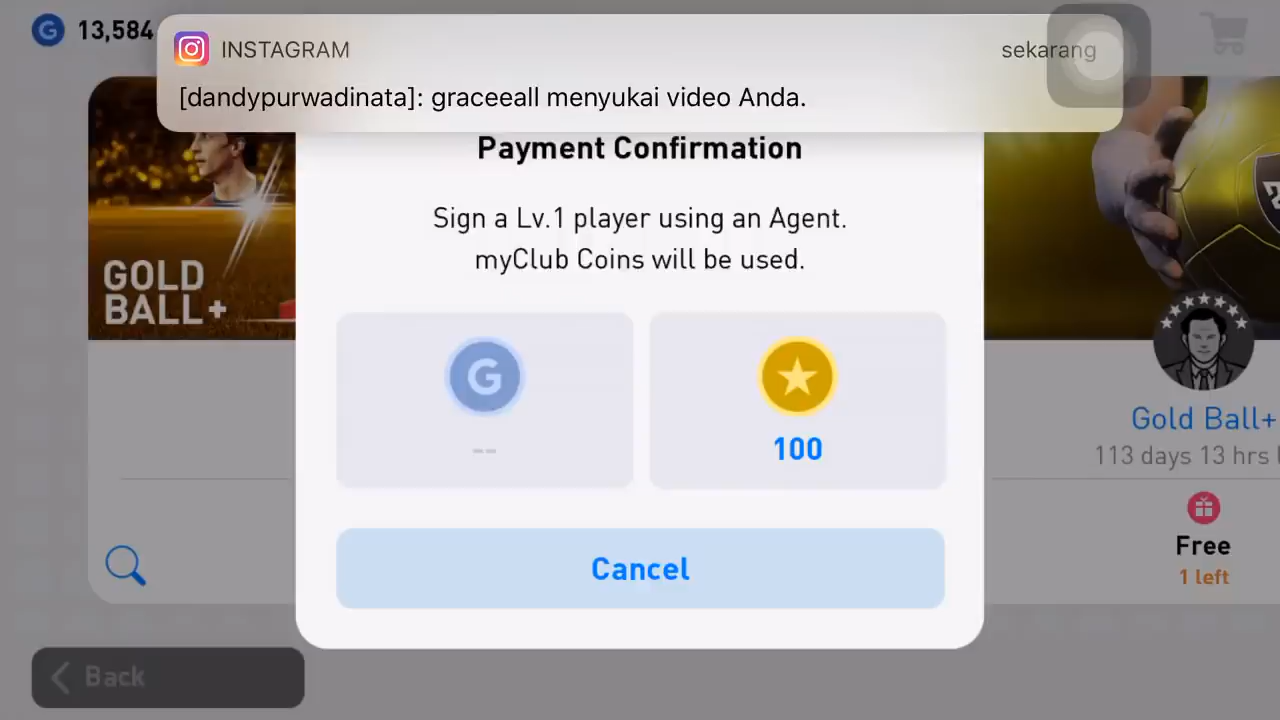 13,584
INSTAGRAM
sekarang
[dandypurwadinata]: graceeall menyukai video Anda.
Payment Confirmation
Sign a Lv.1 player using an Agent.
myClub Coins will be used.
GOLD
BALL+
G
--
100
Gold Ball+
113 days 13 hrs
Free
1 left
Cancel
Back